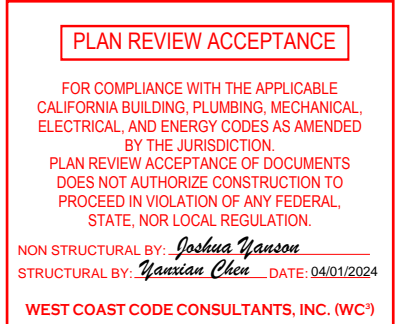 PLAN REVIEW ACCEPTANCE
FOR COMPLIANCE WITH THE APPLICABLE
CALIFORNIA BUILDING, PLUMBING, MECHANICAL,
ELECTRICAL, AND ENERGY CODES AS AMENDED
BY THE JURISDICTION.
PLAN REVIEW ACCEPTANCE OF DOCUMENTS
DOES NOT AUTHORIZE CONSTRUCTION TO
PROCEED IN VIOLATION OF ANY FEDERAL,
STATE, NOR LOCAL REGULATION.
NON STRUCTURAL BY: Joshua Yanson
STRUCTURAL BY: Yanxian Chen DATE: 04/01/2024
WEST COAST CODE CONSULTANTS, INC. (WC³)